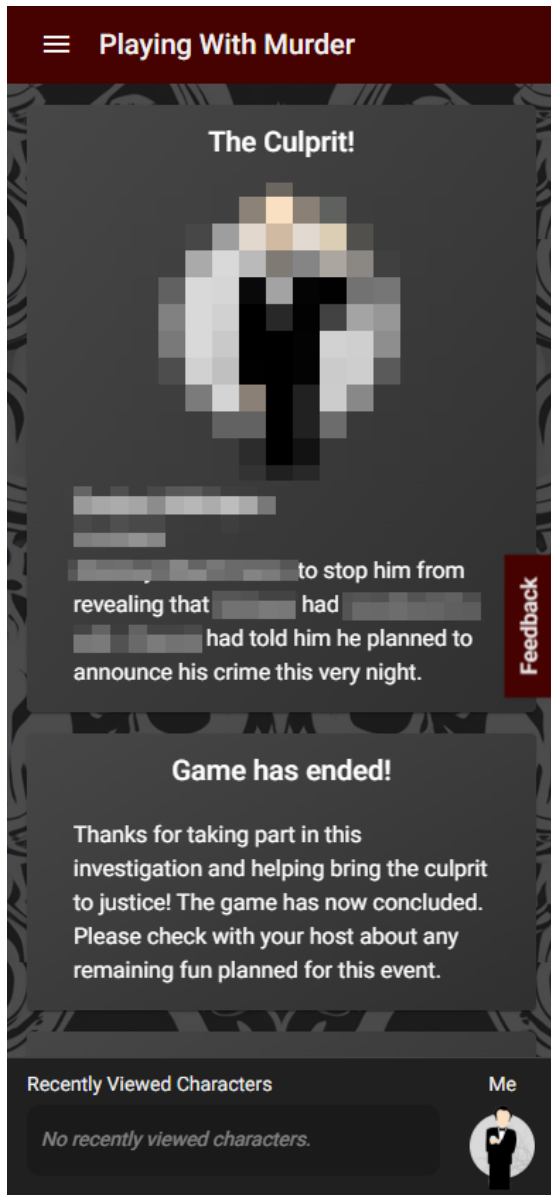 Playing With Murder
The Culprit!
to stop him from
revealing that had
had told him he planned to
announce his crime this very night.
Feedback
Game has ended!
Thanks for taking part in this
investigation and helping bring the culprit
to justice! The game has now concluded.
Please check with your host about any
remaining fun planned for this event.
Recently Viewed Characters
Me
No recently viewed characters.